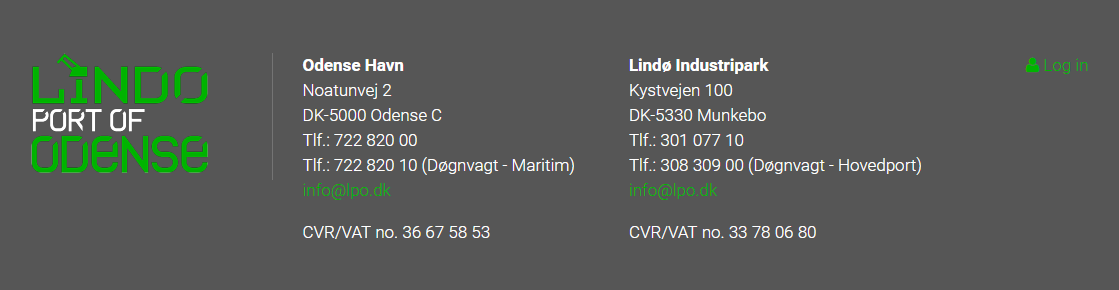 LINDO
PORT OF
ODENSE
Odense Havn
Noatunvej 2
DK-5000 Odense C
Tlf.: 722 820 00
Tlf.: 722 820 10 (Døgnvagt - Maritim)
info@lpo.dk
CVR/VAT no. 36 67 58 53
Lindø Industripark
Kystvejen 100
DK-5330 Munkebo
Tlf.: 301 077 10
Tlf.: 308 309 00 (Døgnvagt - Hovedport)
info@lpo.dk
CVR/VAT no. 33 78 06 80
Log in